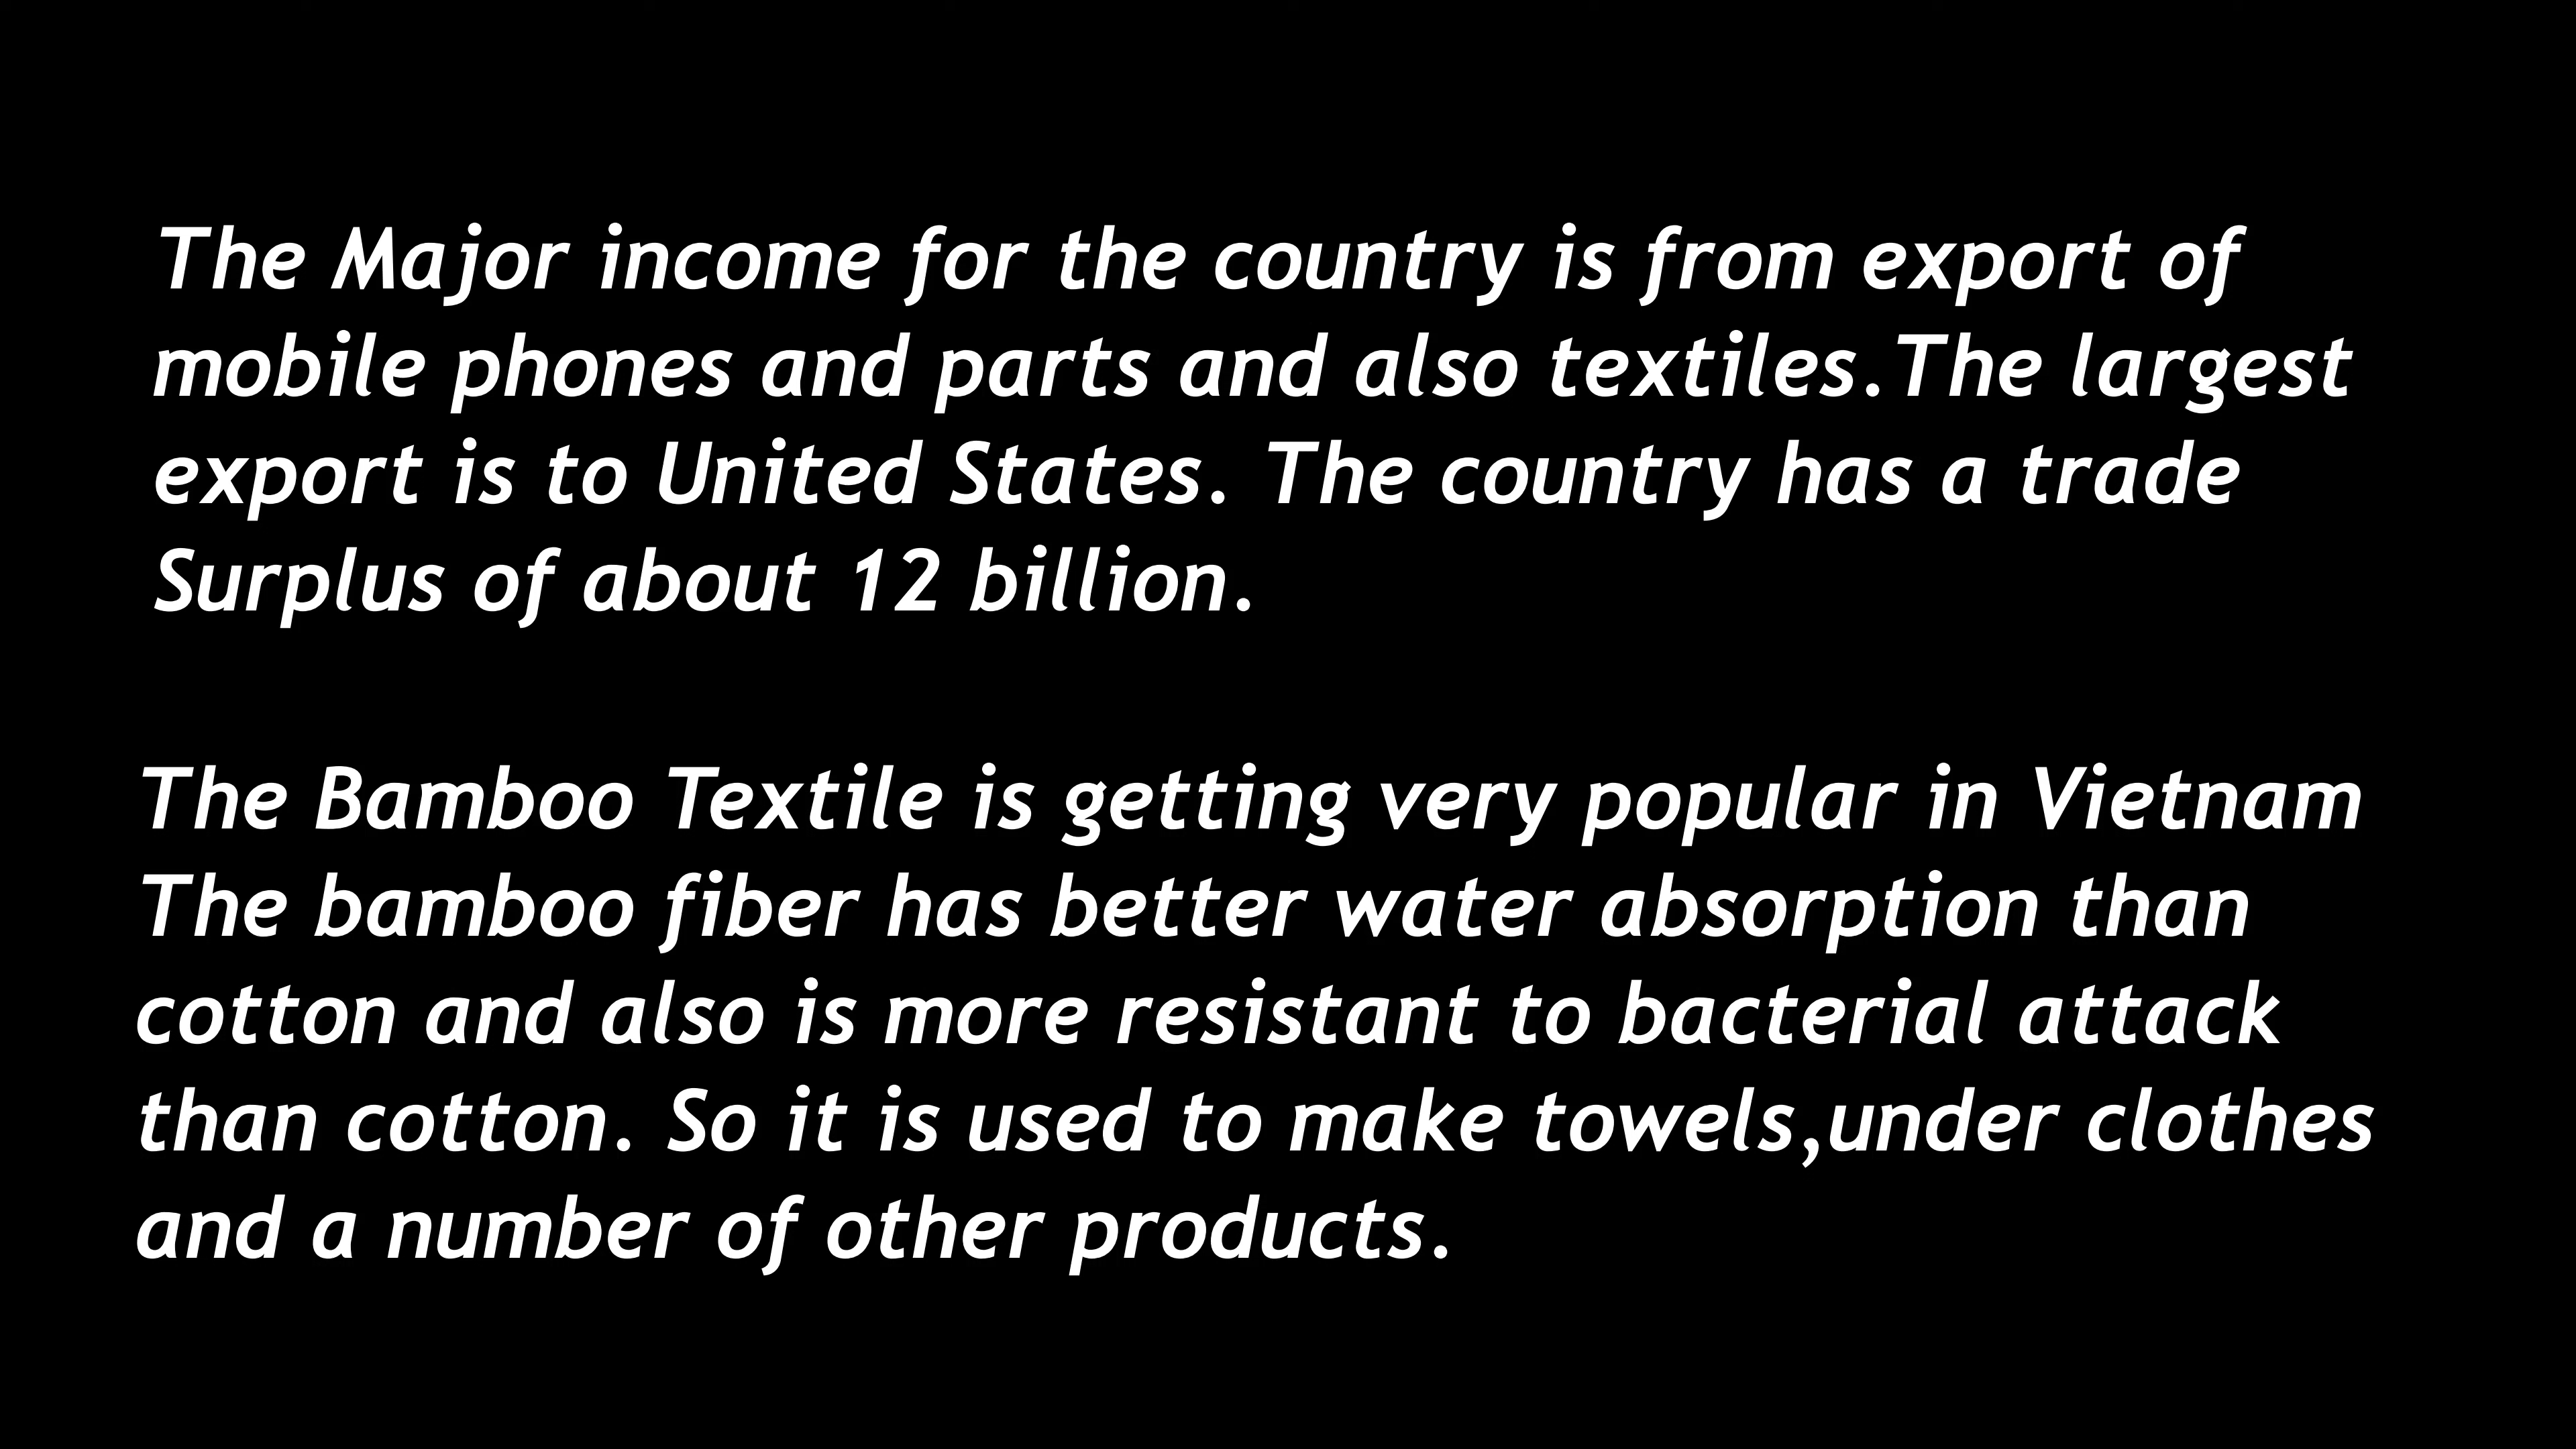 The Major income for the country is from export of
mobile phones and parts and also textiles.The largest
export is to United States. The country has a trade
Surplus of about 12 billion.
The Bamboo Textile is getting very popular in Vietnam
The bamboo fiber has better water absorption than
cotton and also is more resistant to bacterial attack
than cotton. So it is used to make towels,under clothes
and a number of other products.